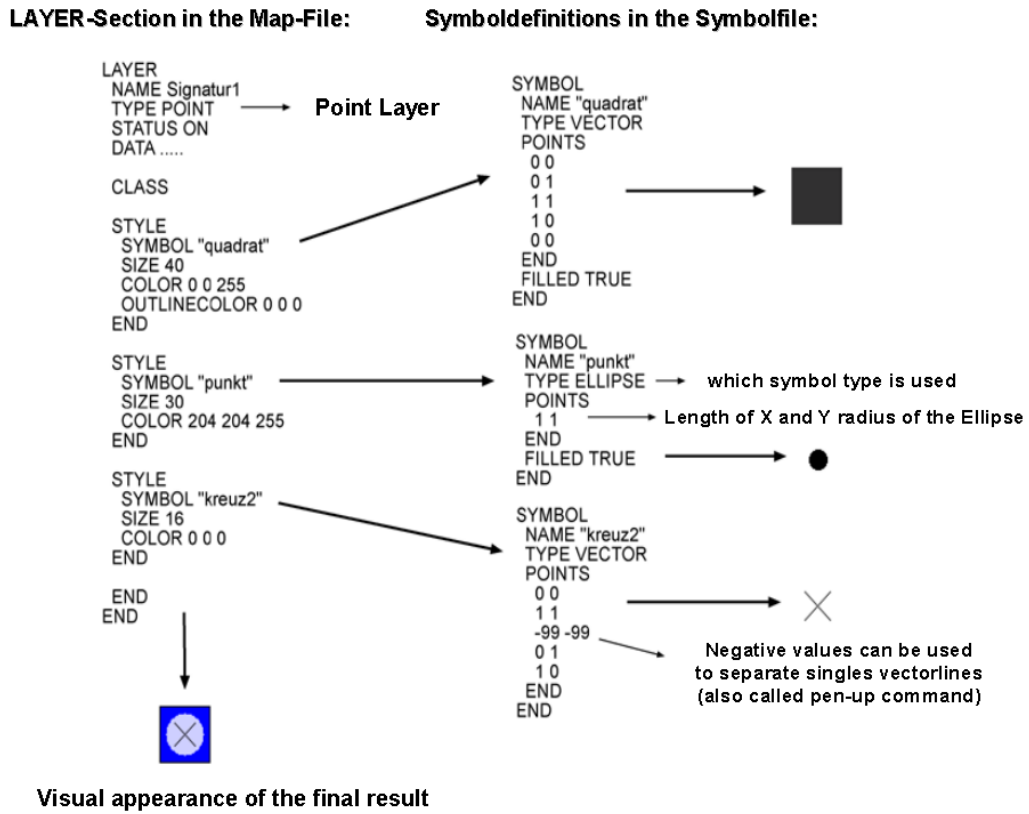 LAYER-Section in the Map-File:
LAYER
NAME Signatur1
TYPE POINT
Point Layer
STATUS ON
DATA .....
CLASS
STYLE
SYMBOL "quadrat"
SIZE 40
COLOR 0 0 255
OUTLINECOLOR 0 0 0
END
STYLE
SYMBOL "punkt"
SIZE 30
COLOR 204 204 255
END
STYLE
SYMBOL "kreuz2"
SIZE 16
COLOR 0 0 0
END
END
END
Visual appearance of the final result
Symboldefinitions in the Symbolfile:
SYMBOL
NAME "quadrat"
TYPE VECTOR
POINTS
0 0
0 1
1 1
1 0
0 0
END
FILLED TRUE
END
SYMBOL
NAME "punkt"
TYPE ELLIPSE
which symbol type is used
POINTS
1 1
Length of X and Y radius of the Ellipse
END
FILLED TRUE
END
SYMBOL
NAME "kreuz2"
TYPE VECTOR
POINTS
0 0
1 1
-99 -99
0 1
1 0
END
END
Negative values can be used
to separate singles vectorlines
(also called pen-up command)